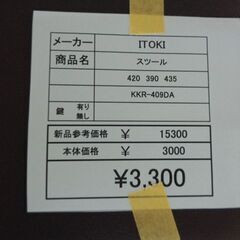 メーカー ITOKI
商品名 スツール
420 390 435
KKR-409DA
鍵 有り 無し
新品参考価格 ¥ 15300
本体価格 ¥ 3000
¥3,300